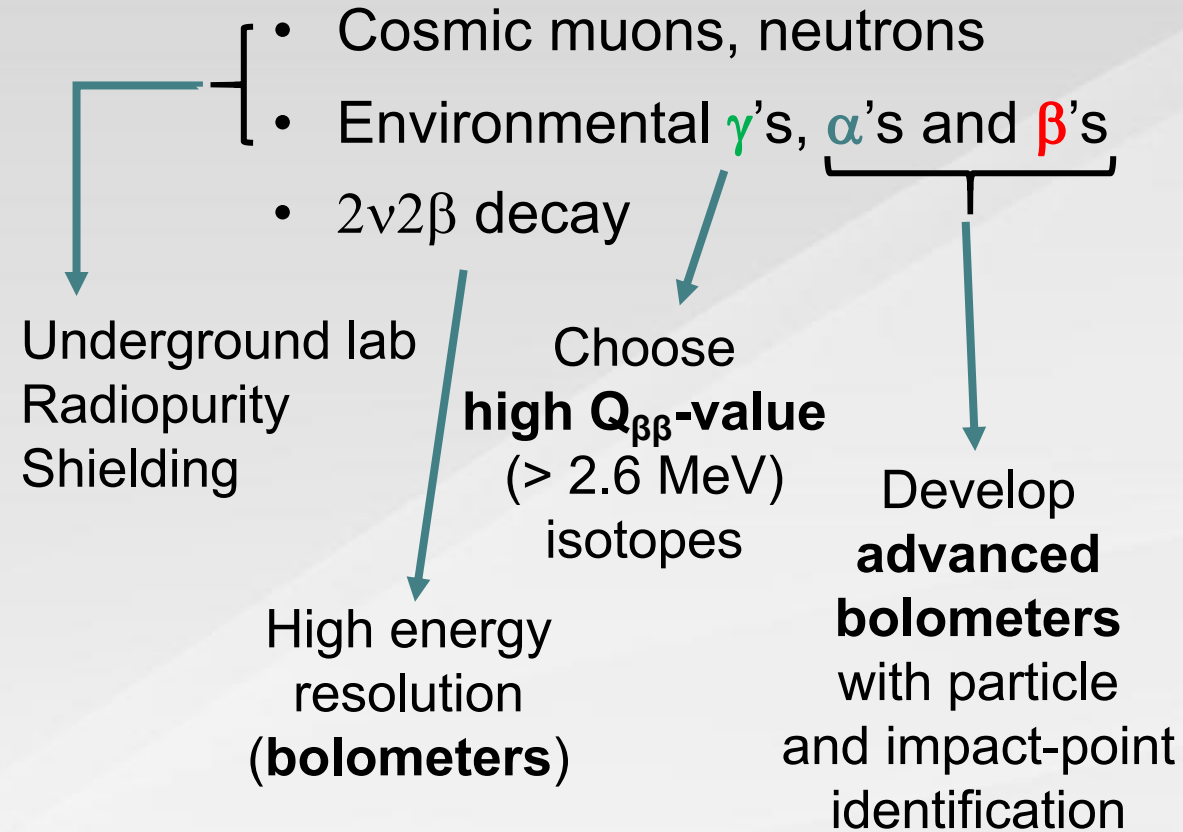 • Cosmic muons, neutrons
• Environmental γ’s, α’s and β’s
• 2ν2β decay
Underground lab
Radiopurity
Shielding
High energy
resolution
(bolometers)
Choose
high Qββ-value
(> 2.6 MeV)
isotopes
Develop
advanced
bolometers
with particle
and impact-point
identification